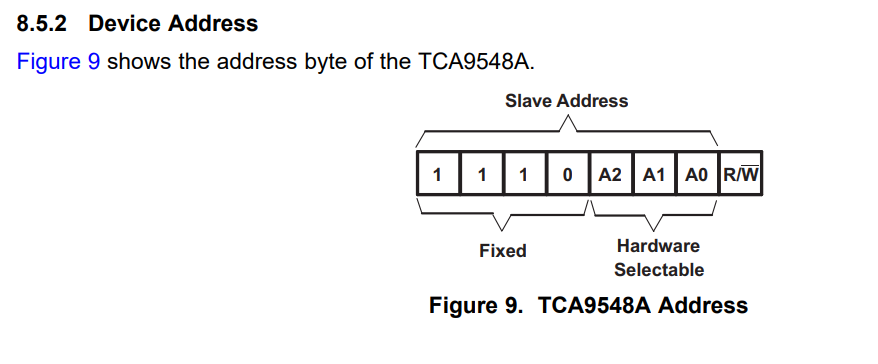 8.5.2 Device Address
Figure 9 shows the address byte of the TCA9548A.
Slave Address
1 1 1 0 A2 A1 A0 R/W̅
Fixed
Hardware
Selectable
Figure 9. TCA9548A Address